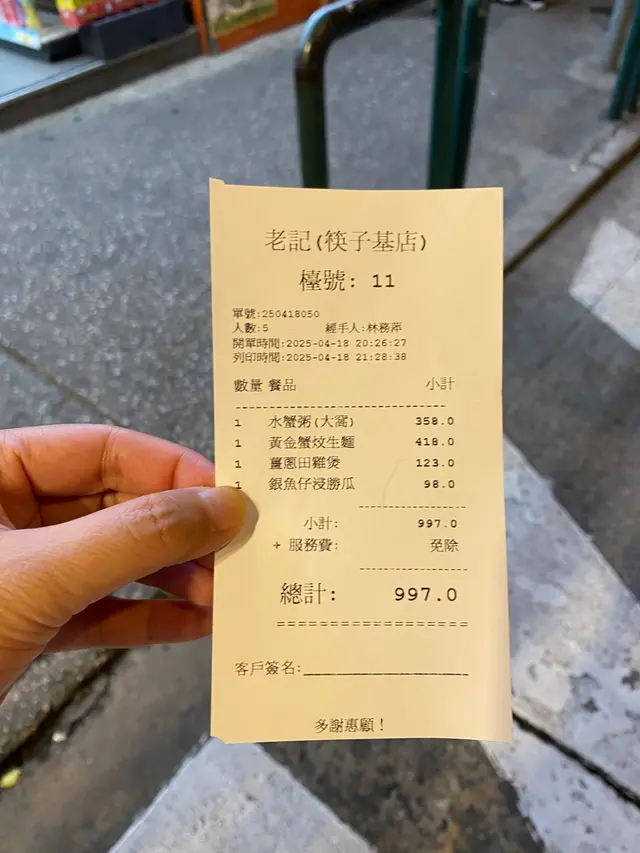 老記(筷子基店)
檯號: 11
單號:250418050
人數:5 經手人:林務萍
開單時間:2025-04-18 20:26:27
列印時間:2025-04-18 21:28:38
數量 餐品 小計
1 水蟹粥(大窩) 358.0
1 黃金蟹炆生麵 418.0
1 薑蔥田雞煲 123.0
1 銀魚仔浸勝瓜 98.0
小計: 997.0
+ 服務費: 免除
總計: 997.0
客戶簽名:
多謝惠顧!